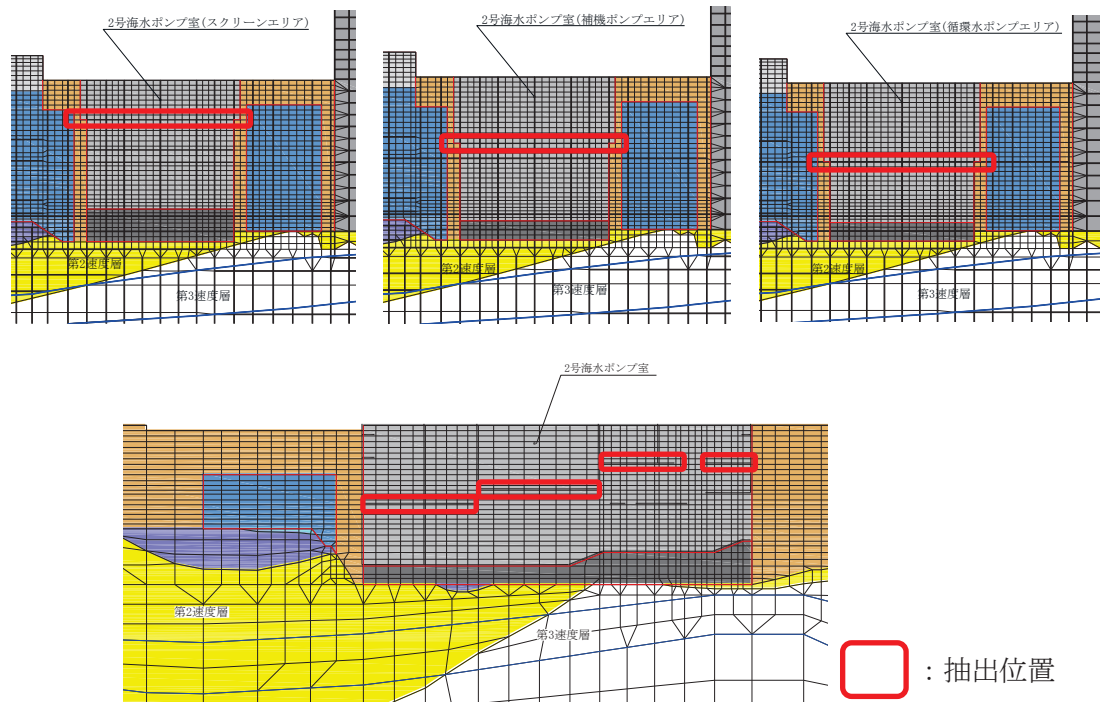 2号海水ポンプ室(スクリーンエリア)
2号海水ポンプ室(補機ポンプエリア)
2号海水ポンプ室(循環水ポンプエリア)
第2速度層
第3速度層
第2速度層
第3速度層
第2速度層
第3速度層
2号海水ポンプ室
第2速度層
第3速度層
：抽出位置